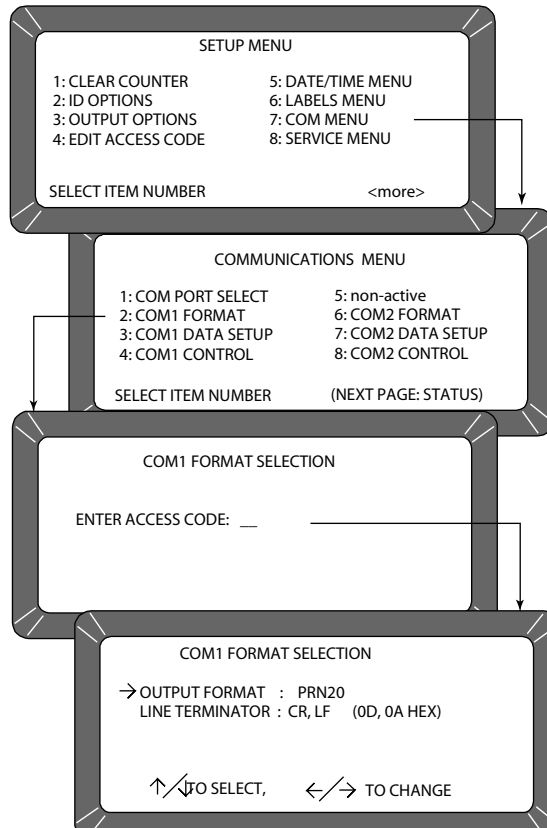 SETUP MENU
1: CLEAR COUNTER 5: DATE/TIME MENU
2: ID OPTIONS 6: LABELS MENU
3: OUTPUT OPTIONS 7: COM MENU
4: EDIT ACCESS CODE 8: SERVICE MENU
SELECT ITEM NUMBER <more>
COMMUNICATIONS MENU
1: COM PORT SELECT 5: non-active
2: COM1 FORMAT 6: COM2 FORMAT
3: COM1 DATA SETUP 7: COM2 DATA SETUP
4: COM1 CONTROL 8: COM2 CONTROL
SELECT ITEM NUMBER (NEXT PAGE: STATUS)
COM1 FORMAT SELECTION
ENTER ACCESS CODE: __
COM1 FORMAT SELECTION
→ OUTPUT FORMAT : PRN20
LINE TERMINATOR : CR, LF (0D, 0A HEX)
↑/↓ TO SELECT, ←/→ TO CHANGE